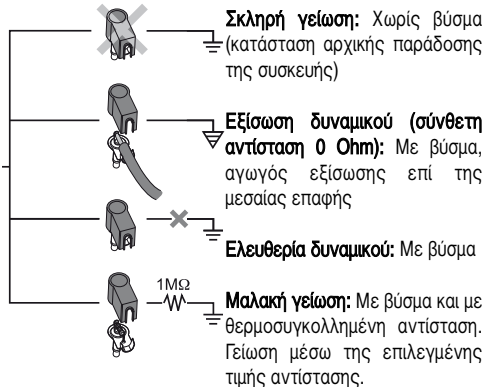 Σκληρή γείωση: Χωρίς βύσμα
(κατάσταση αρχικής παράδοσης
της συσκευής)
Εξίσωση δυναμικού (σύνθετη
αντίσταση 0 Ohm): Με βύσμα,
αγωγός εξίσωσης επί της
μεσαίας επαφής
Ελευθερία δυναμικού: Με βύσμα
1MΩ
Μαλακή γείωση: Με βύσμα και με
θερμοσυγκολλημένη αντίσταση.
Γείωση μέσω της επιλεγμένης
τιμής αντίστασης.